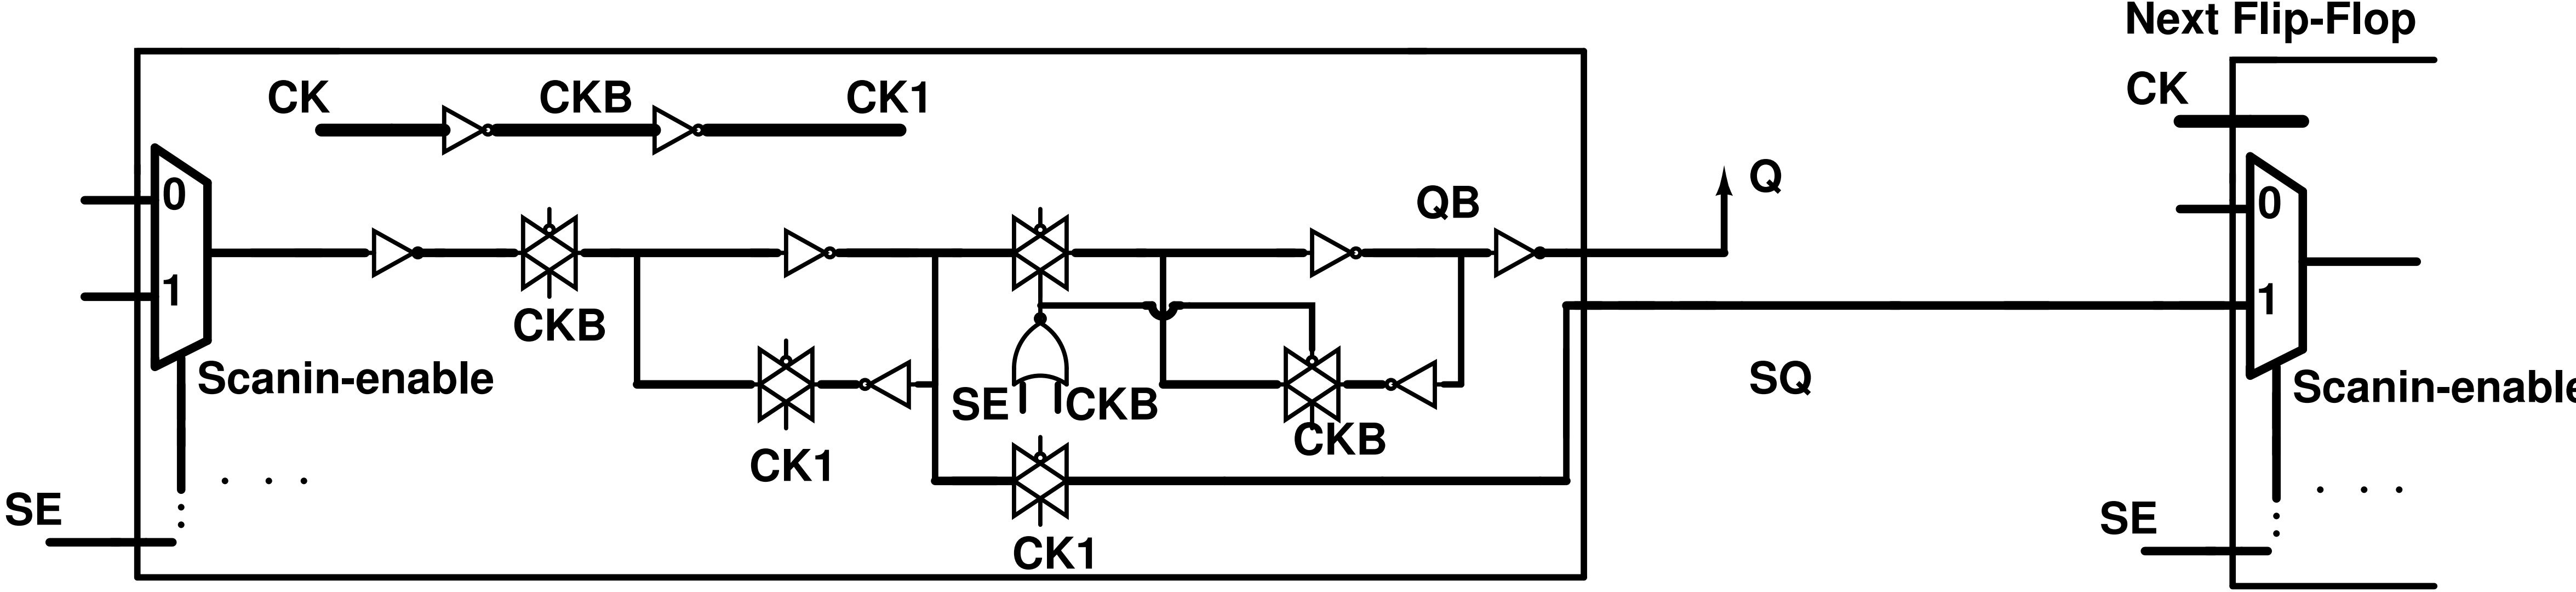 Next Flip-Flop
CK CKB CK1
CK
0
1
QB
Q
0
1
CKB
Scanin-enable
SE CKB
SQ
Scanin-enable
CK1
CKB
SE
CK1
SE